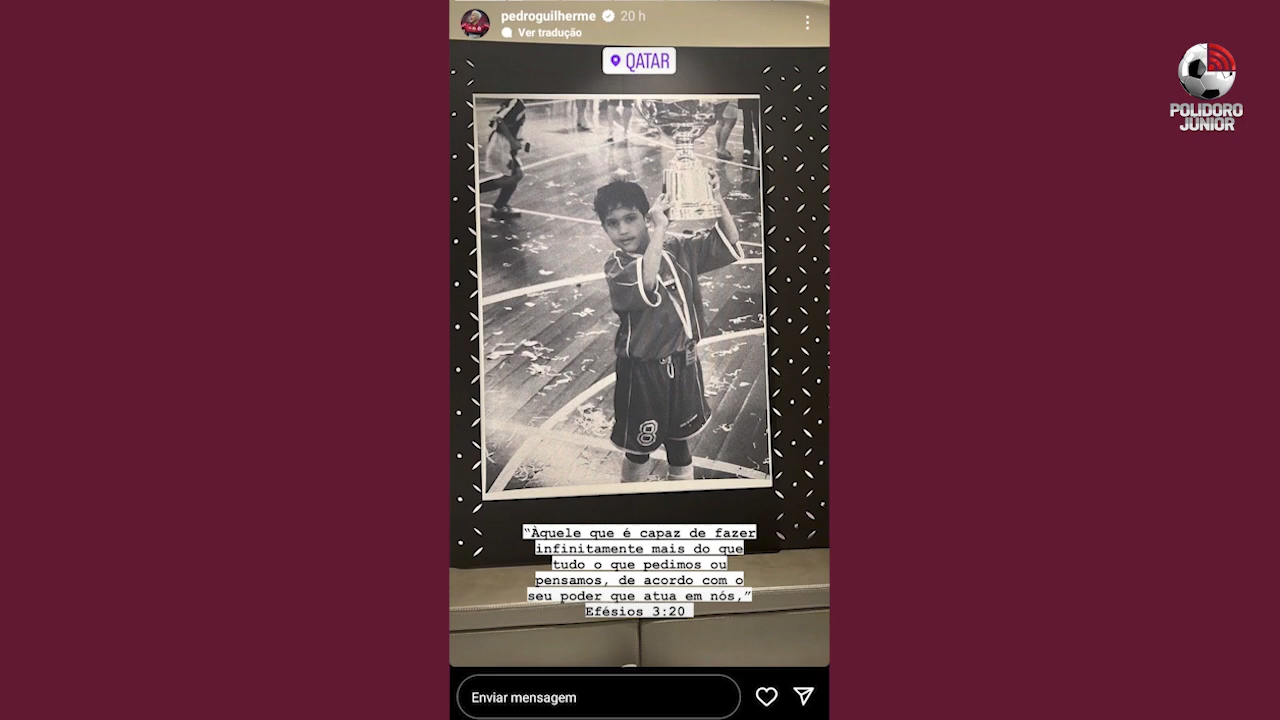 pedroguilherme 20 h
Ver tradução
QATAR
POLIDORO
JÚNIOR
8
“Àquele que é capaz de fazer
infinitamente mais do que
tudo o que pedimos ou
pensamos, de acordo com o
seu poder que atua em nós,”
Efésios 3:20
Enviar mensagem